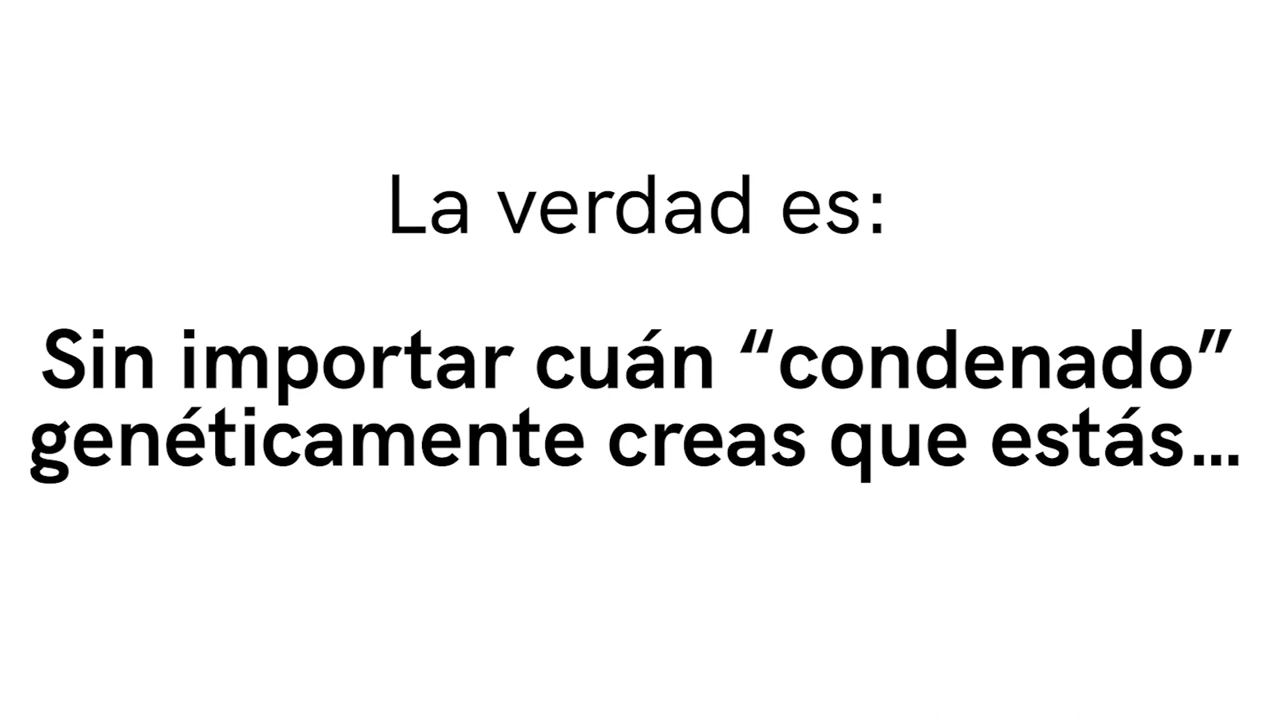 La verdad es:
Sin importar cuán “condenado”
genéticamente creas que estás...